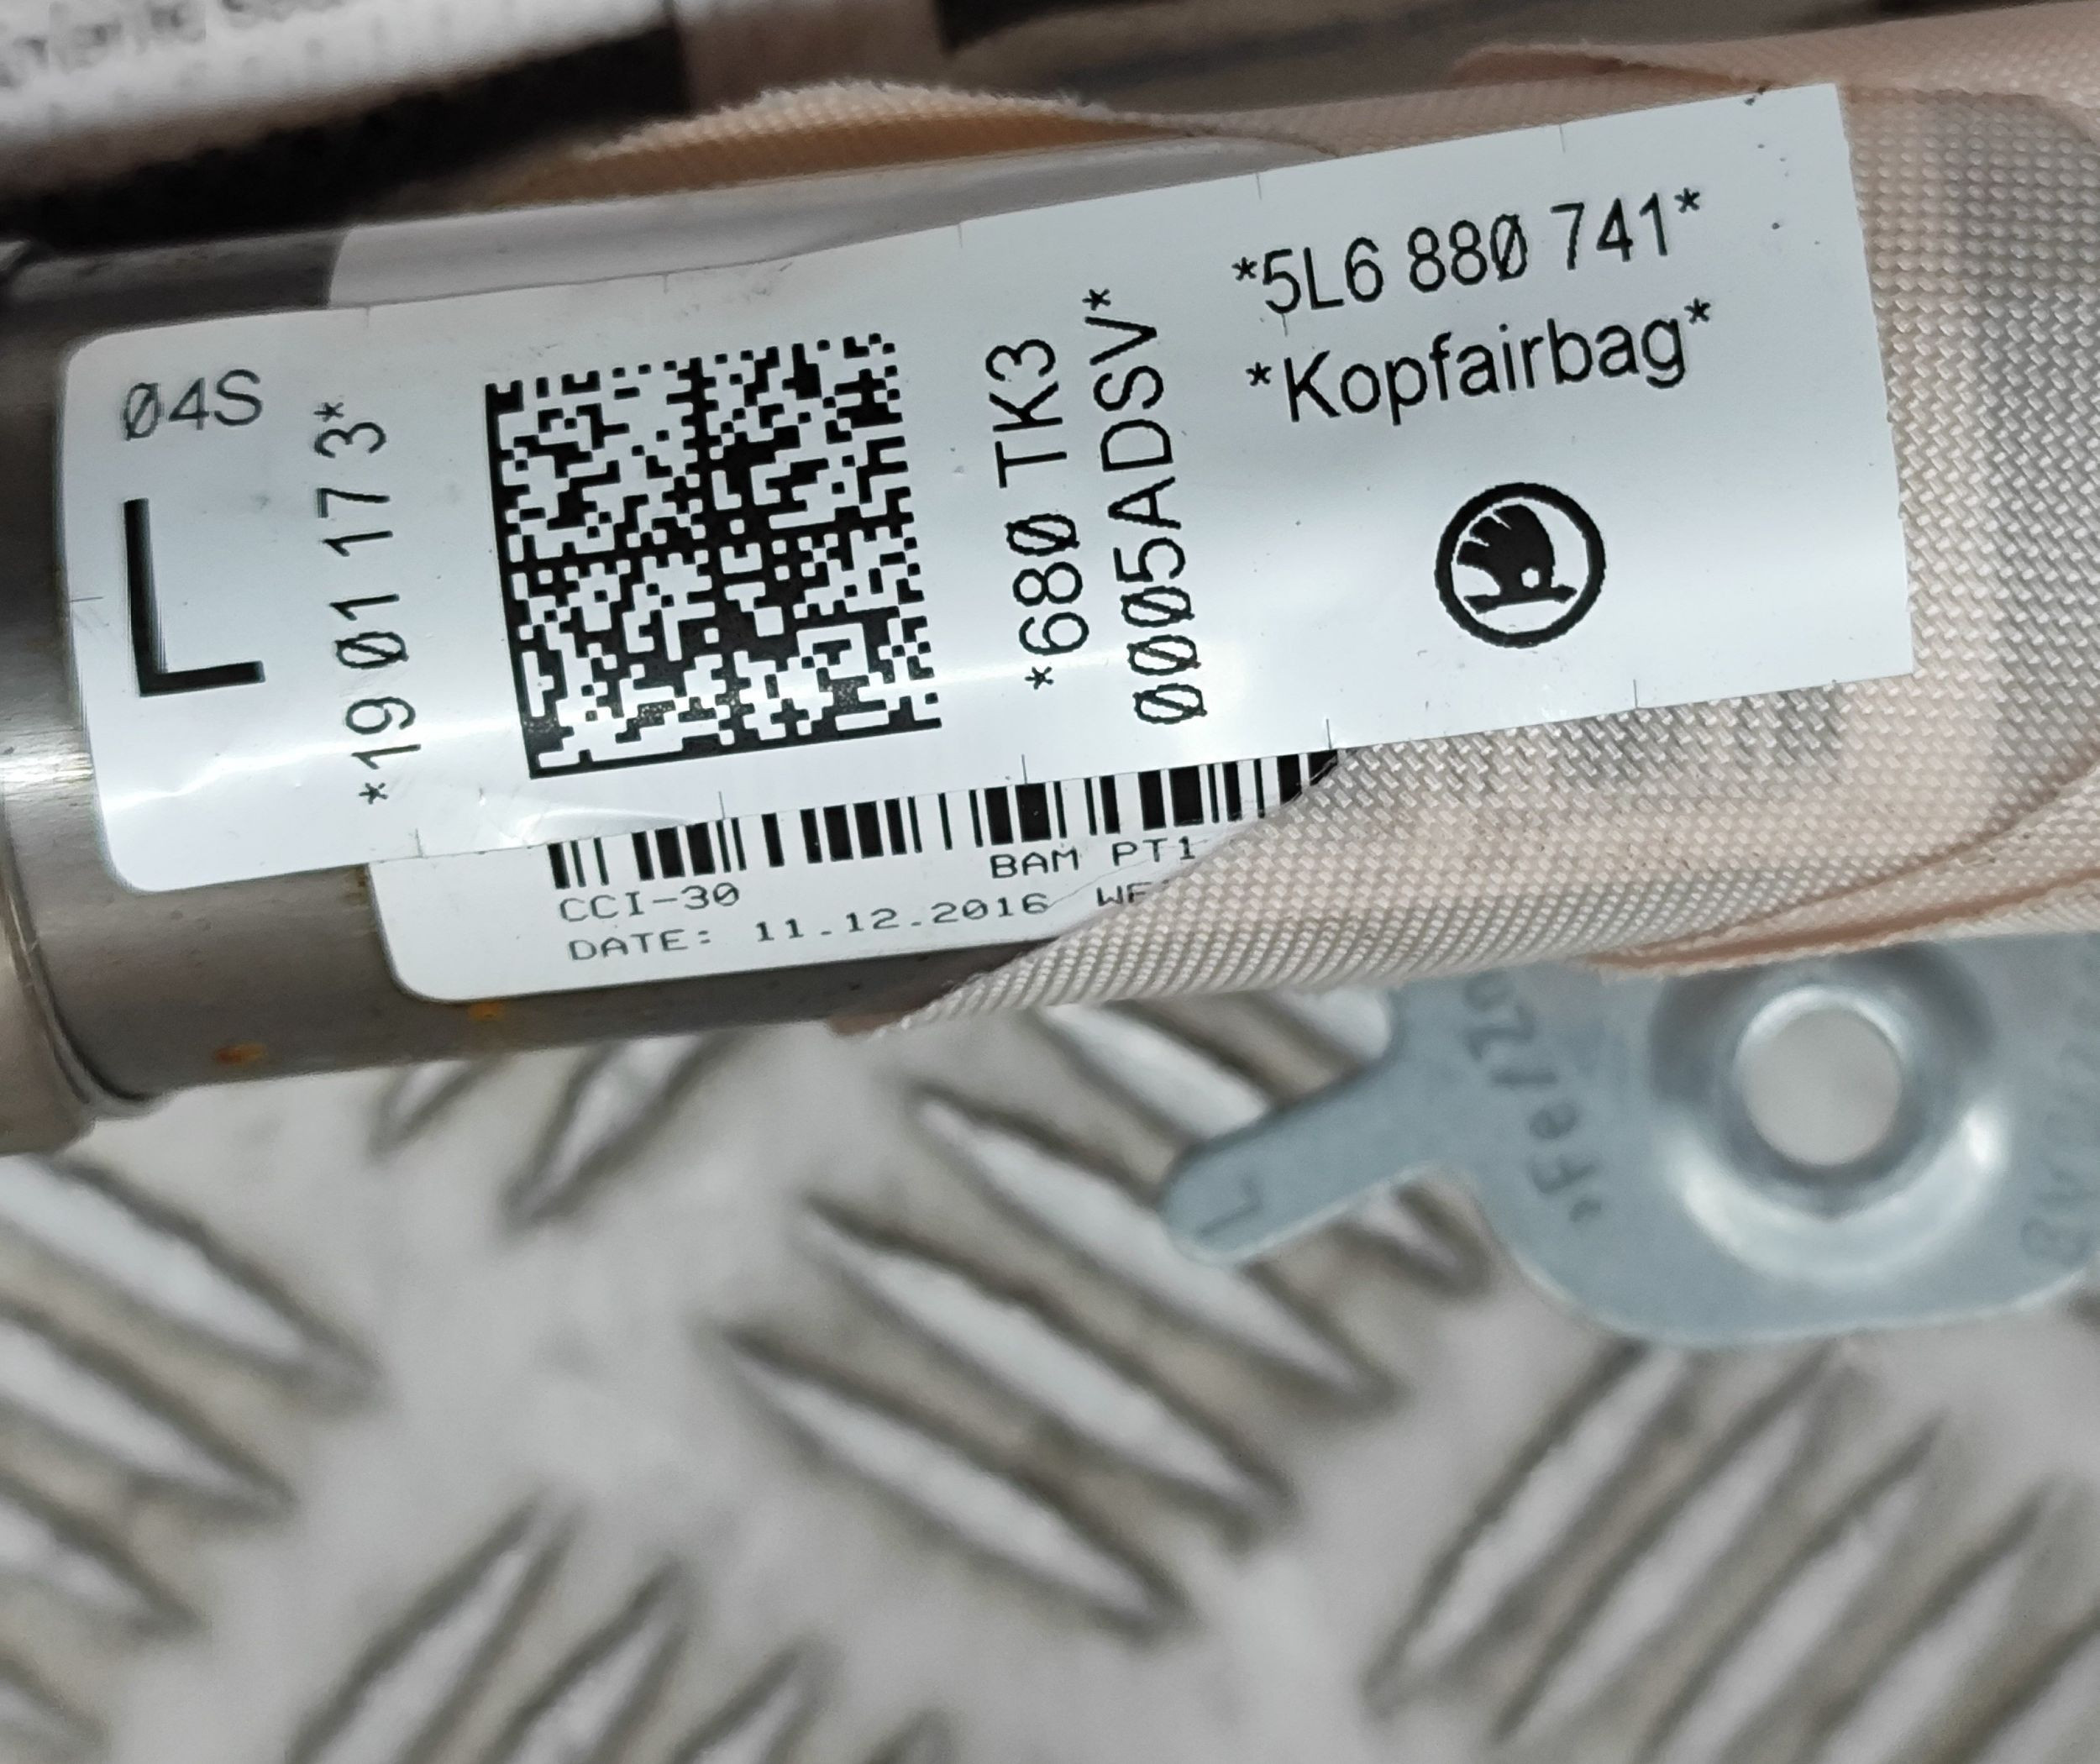 04S
L
*19 01 17 3*
*680 TK3
0005ADSV*
*5L6 880 741*
*Kopfairbag*
CCI-30
BAM PT1
DATE: 11.12.2016
L